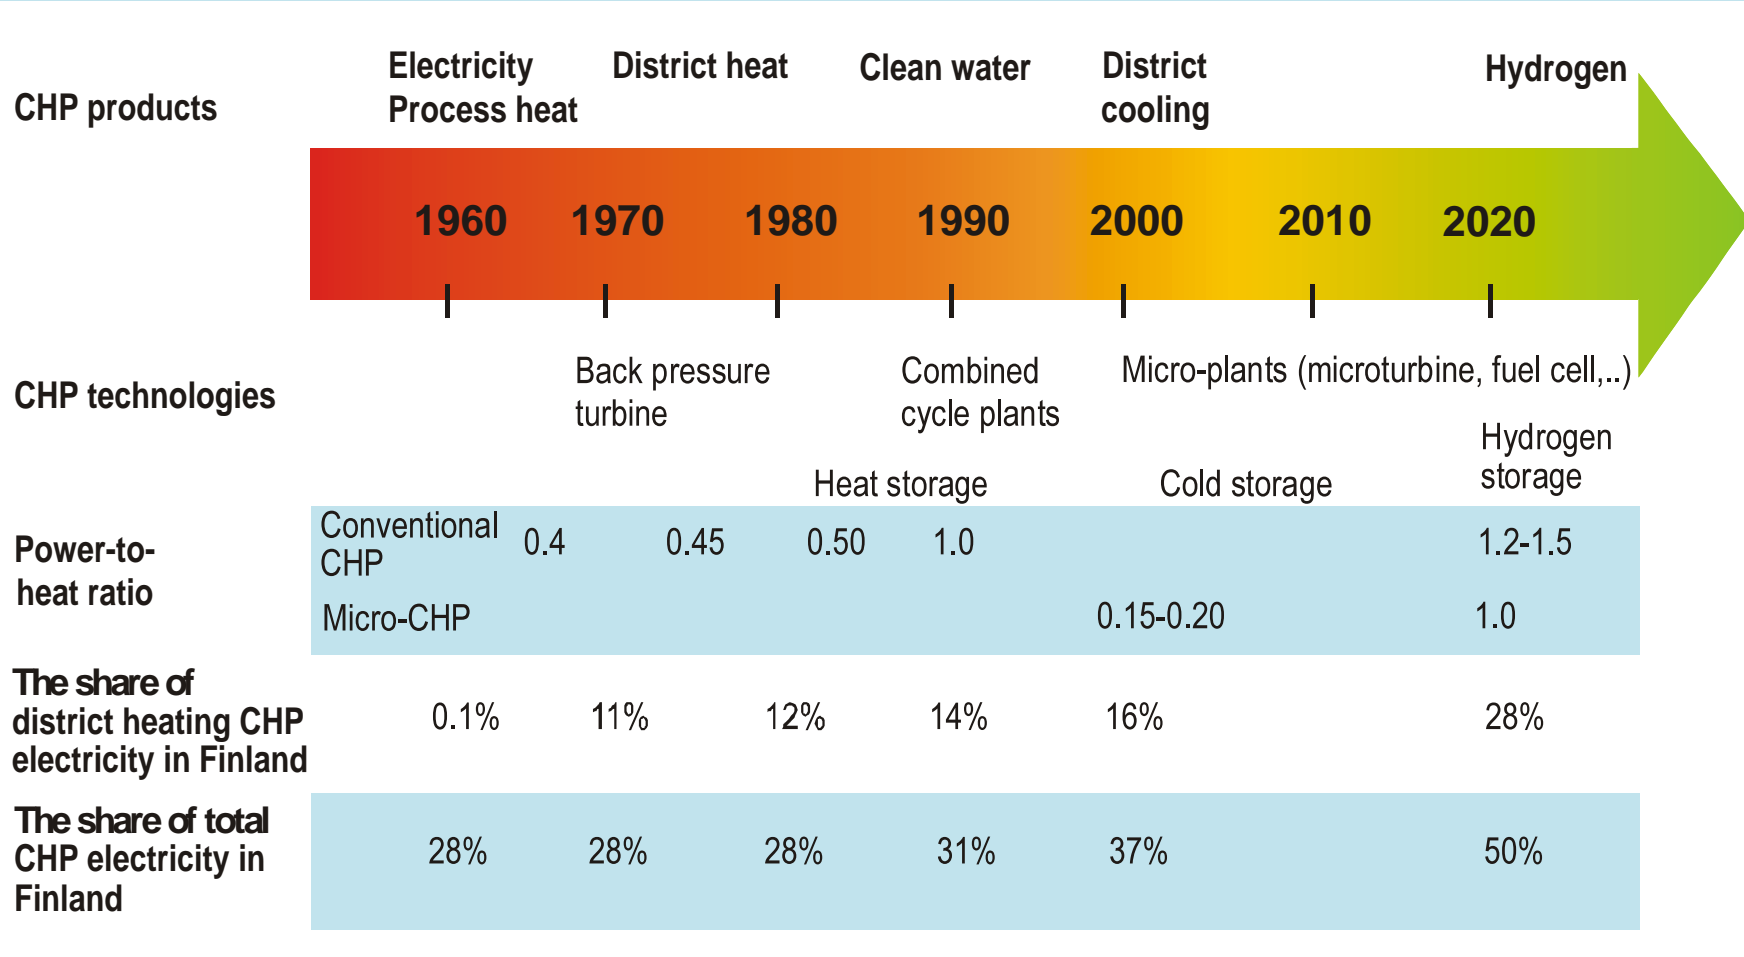 CHP products
Electricity
Process heat
District heat
Clean water
District
cooling
Hydrogen
1960 1970 1980 1990 2000 2010 2020
CHP technologies
Back pressure
turbine
Combined
cycle plants
Micro-plants (microturbine, fuel cell,..)
Heat storage
Cold storage
Hydrogen
storage
Power-to-
heat ratio
Conventional
CHP
0.4 0.45 0.50 1.0 1.2-1.5
Micro-CHP 0.15-0.20 1.0
The share of
district heating CHP
electricity in Finland
0.1% 11% 12% 14% 16% 28%
The share of total
CHP electricity in
Finland
28% 28% 28% 31% 37% 50%